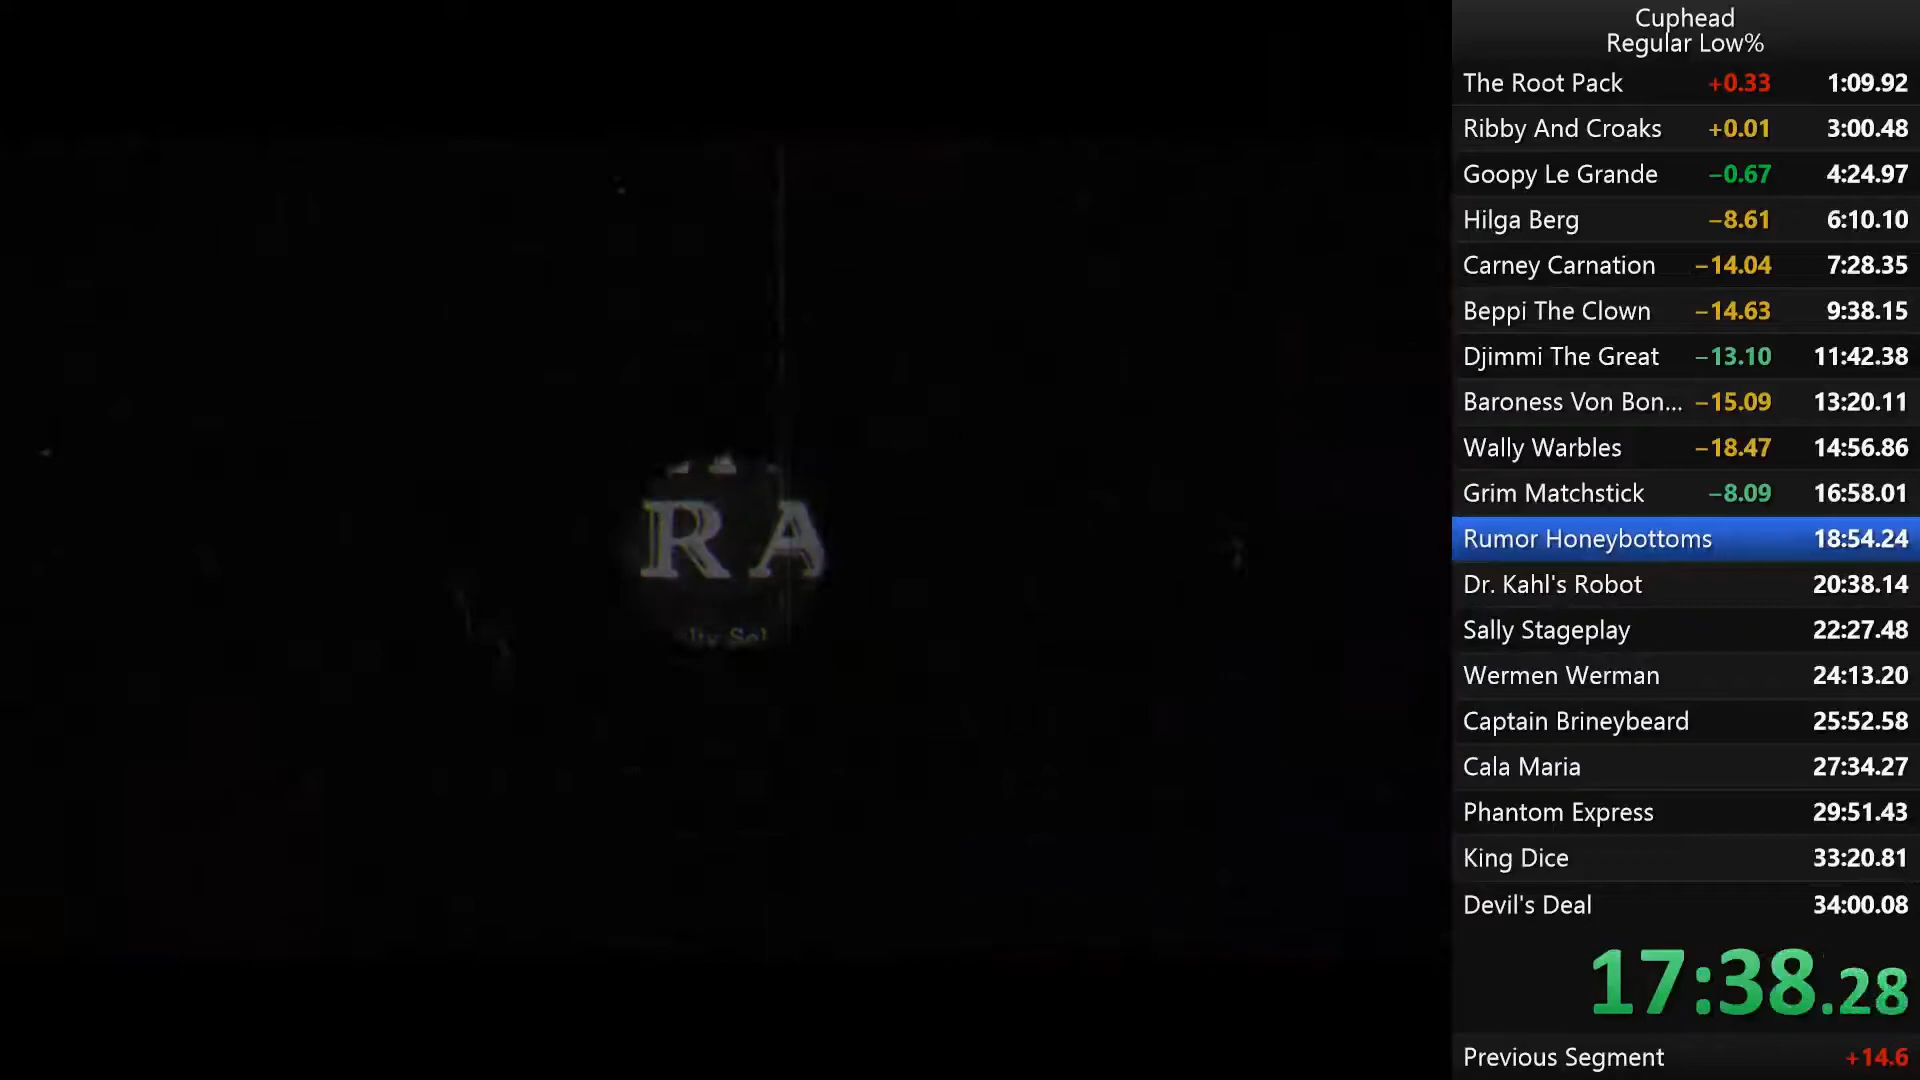 Cuphead
Regular Low%
The Root Pack +0.33 1:09.92
Ribby And Croaks +0.01 3:00.48
Goopy Le Grande −0.67 4:24.97
Hilga Berg −8.61 6:10.10
Carney Carnation −14.04 7:28.35
Beppi The Clown −14.63 9:38.15
Djimmi The Great −13.10 11:42.38
Baroness Von Bon... −15.09 13:20.11
Wally Warbles −18.47 14:56.86
Grim Matchstick −8.09 16:58.01
RA
Rumor Honeybottoms 18:54.24
Dr. Kahl's Robot 20:38.14
Sally Stageplay 22:27.48
Wermen Werman 24:13.20
Captain Brineybeard 25:52.58
Cala Maria 27:34.27
Phantom Express 29:51.43
King Dice 33:20.81
Devil's Deal 34:00.08
17:38.28
Previous Segment +14.6